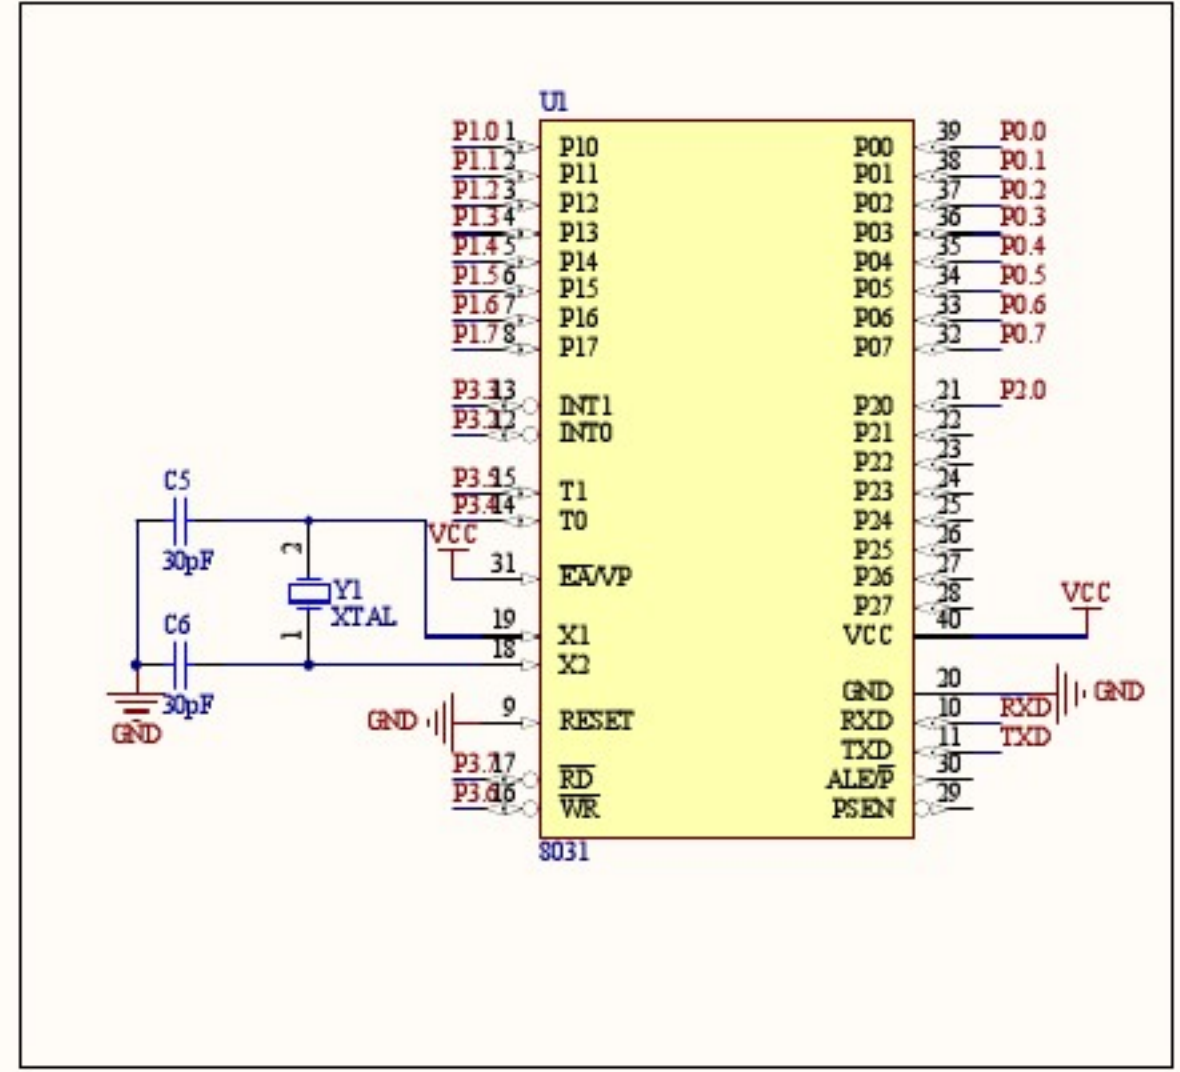 U1
P1.0 1 P10 P00 39 P0.0
P1.1 2 P11 P01 38 P0.1
P1.2 3 P12 P02 37 P0.2
P1.3 4 P13 P03 36 P0.3
P1.4 5 P14 P04 35 P0.4
P1.5 6 P15 P05 34 P0.5
P1.6 7 P16 P06 33 P0.6
P1.7 8 P17 P07 32 P0.7
P3.3 13 INT1 P20 21 P2.0
P3.2 12 INT0 P21 22
P22 23
P3.5 15 T1 P23 24
P3.4 14 T0 P24 25
P25 26
VCC 31 EA/VP P26 27
P27 28
19 X1 VCC 40 VCC
18 X2
GND 20 GND
GND 9 RESET RXD 10 RXD
TXD 11 TXD
P3.7 17 RD ALE/P 30
P3.6 16 WR PSEN 29
8031
C5
30pF
2
Y1
XTAL
1
C6
30pF
GND